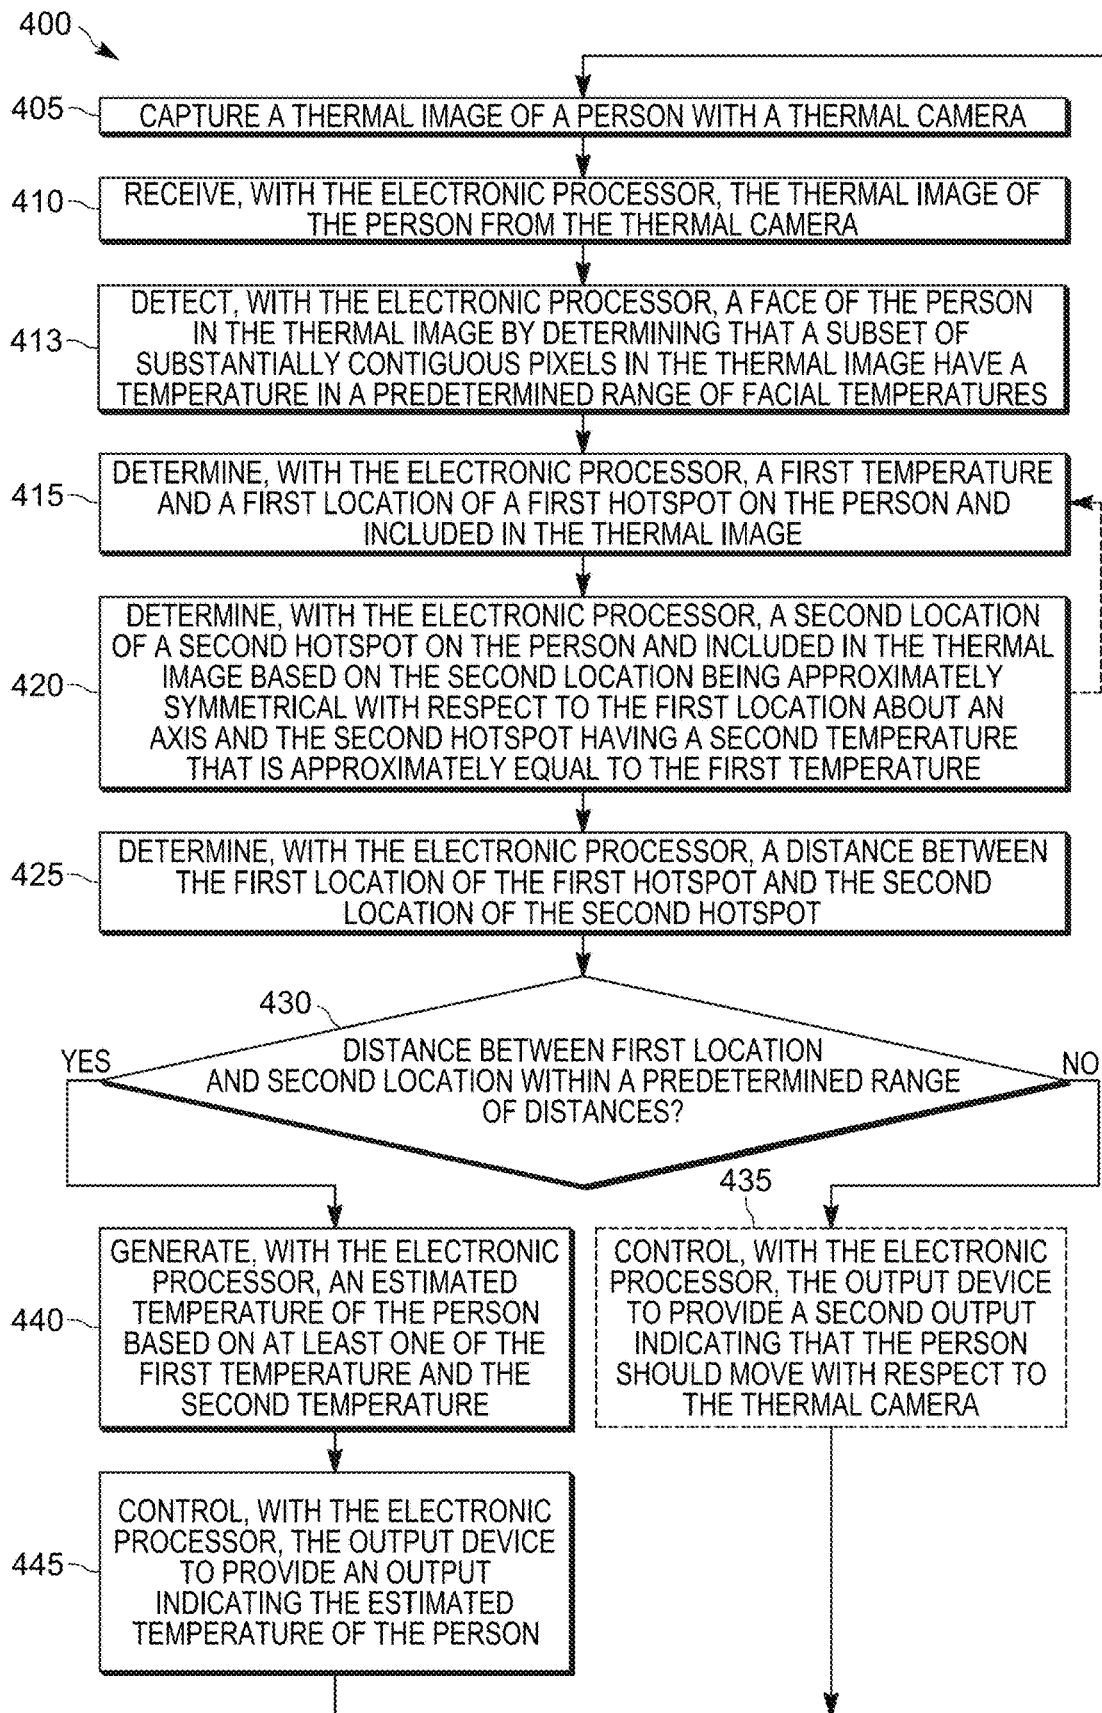 400
405
CAPTURE A THERMAL IMAGE OF A PERSON WITH A THERMAL CAMERA
410
RECEIVE, WITH THE ELECTRONIC PROCESSOR, THE THERMAL IMAGE OF
THE PERSON FROM THE THERMAL CAMERA
413
DETECT, WITH THE ELECTRONIC PROCESSOR, A FACE OF THE PERSON
IN THE THERMAL IMAGE BY DETERMINING THAT A SUBSET OF
SUBSTANTIALLY CONTIGUOUS PIXELS IN THE THERMAL IMAGE HAVE A
TEMPERATURE IN A PREDETERMINED RANGE OF FACIAL TEMPERATURES
415
DETERMINE, WITH THE ELECTRONIC PROCESSOR, A FIRST TEMPERATURE
AND A FIRST LOCATION OF A FIRST HOTSPOT ON THE PERSON AND
INCLUDED IN THE THERMAL IMAGE
420
DETERMINE, WITH THE ELECTRONIC PROCESSOR, A SECOND LOCATION
OF A SECOND HOTSPOT ON THE PERSON AND INCLUDED IN THE THERMAL
IMAGE BASED ON THE SECOND LOCATION BEING APPROXIMATELY
SYMMETRICAL WITH RESPECT TO THE FIRST LOCATION ABOUT AN
AXIS AND THE SECOND HOTSPOT HAVING A SECOND TEMPERATURE
THAT IS APPROXIMATELY EQUAL TO THE FIRST TEMPERATURE
425
DETERMINE, WITH THE ELECTRONIC PROCESSOR, A DISTANCE BETWEEN
THE FIRST LOCATION OF THE FIRST HOTSPOT AND THE SECOND
LOCATION OF THE SECOND HOTSPOT
430
YES
DISTANCE BETWEEN FIRST LOCATION
AND SECOND LOCATION WITHIN A PREDETERMINED RANGE
OF DISTANCES?
NO
440
GENERATE, WITH THE ELECTRONIC
PROCESSOR, AN ESTIMATED
TEMPERATURE OF THE PERSON
BASED ON AT LEAST ONE OF THE
FIRST TEMPERATURE AND THE
SECOND TEMPERATURE
435
CONTROL, WITH THE ELECTRONIC
PROCESSOR, THE OUTPUT DEVICE
TO PROVIDE A SECOND OUTPUT
INDICATING THAT THE PERSON
SHOULD MOVE WITH RESPECT TO
THE THERMAL CAMERA
445
CONTROL, WITH THE ELECTRONIC
PROCESSOR, THE OUTPUT DEVICE
TO PROVIDE AN OUTPUT
INDICATING THE ESTIMATED
TEMPERATURE OF THE PERSON